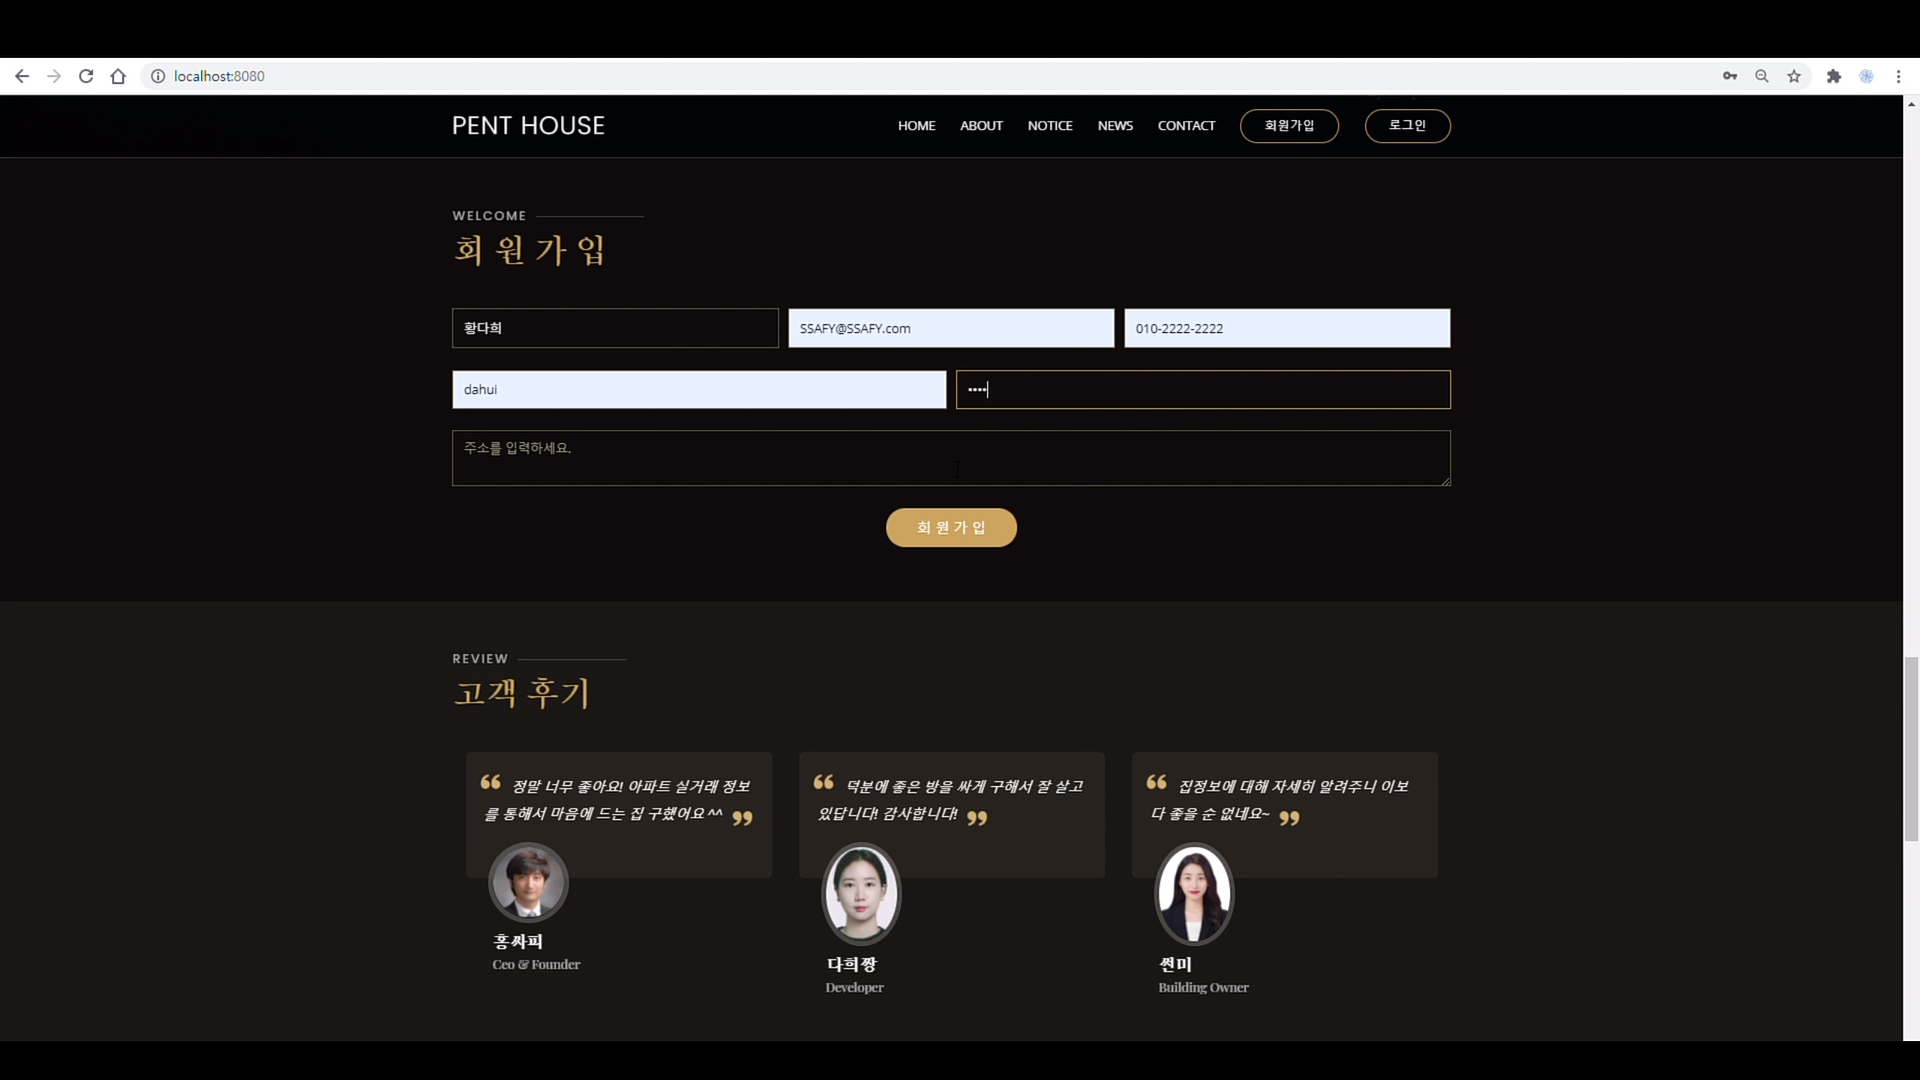 localhost:8080
PENT HOUSE
HOME ABOUT NOTICE NEWS CONTACT 회원가입 로그인
WELCOME
회 원 가 입
황다희 SSAFY@SSAFY.com 010-2222-2222
dahui ••••
주소를 입력하세요.
회 원 가 입
REVIEW
고객 후기
정말 너무 좋아요! 아파트 실거래 정보
를 통해서 마음에 드는 집 구했어요 ^^
홍싸피
Ceo & Founder
덕분에 좋은 방을 싸게 구해서 잘 살고
있답니다! 감사합니다!
다희짱
Developer
집정보에 대해 자세히 알려주니 이보
다 좋을 순 없네요~
찐미
Building Owner